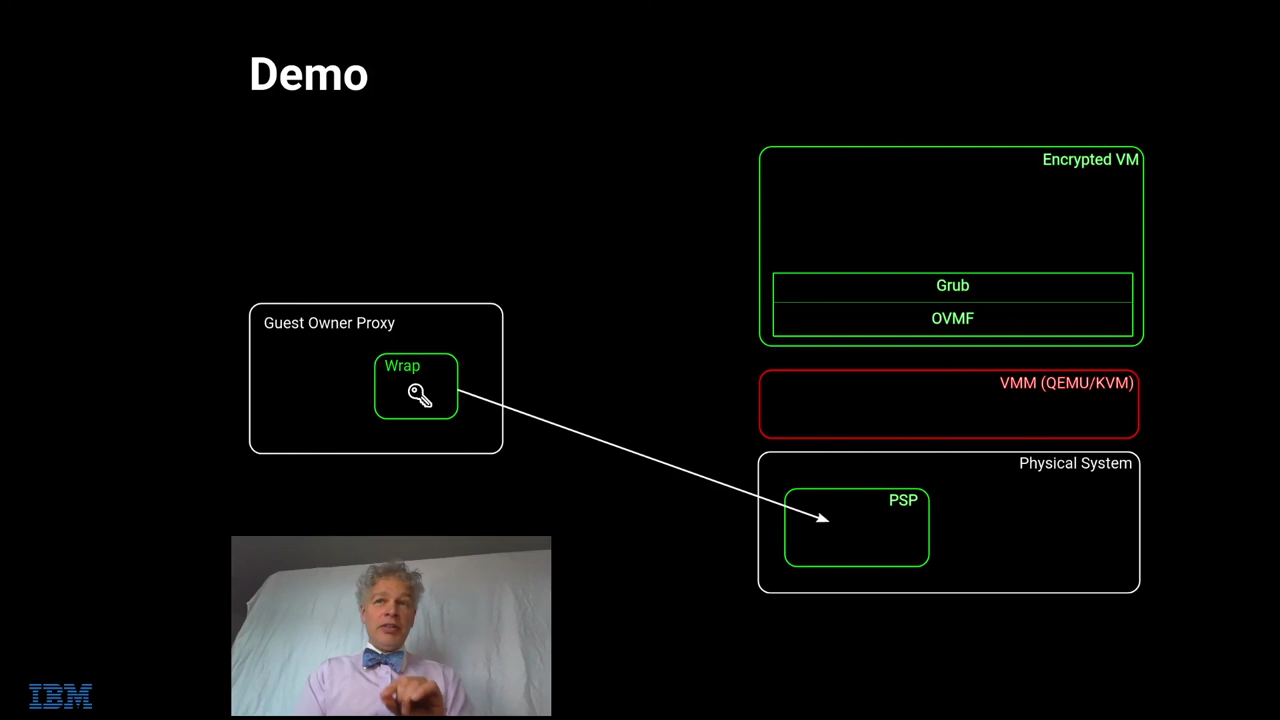 Demo
Encrypted VM
Grub
OVMF
Guest Owner Proxy
Wrap
VMM (QEMU/KVM)
Physical System
PSP
IBM